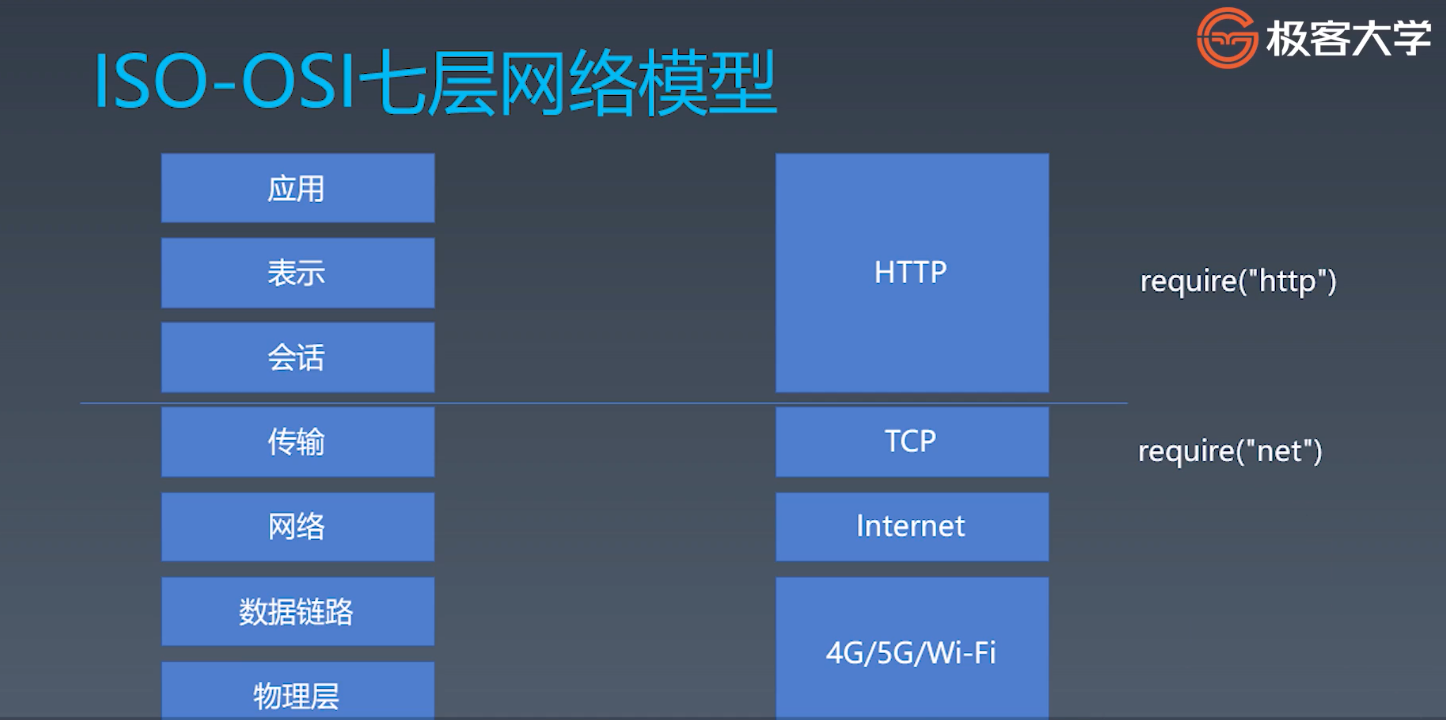 极客大学
ISO-OSI七层网络模型
应用
表示
会话
传输
网络
数据链路
物理层
HTTP
TCP
Internet
4G/5G/Wi-Fi
require("http")
require("net")